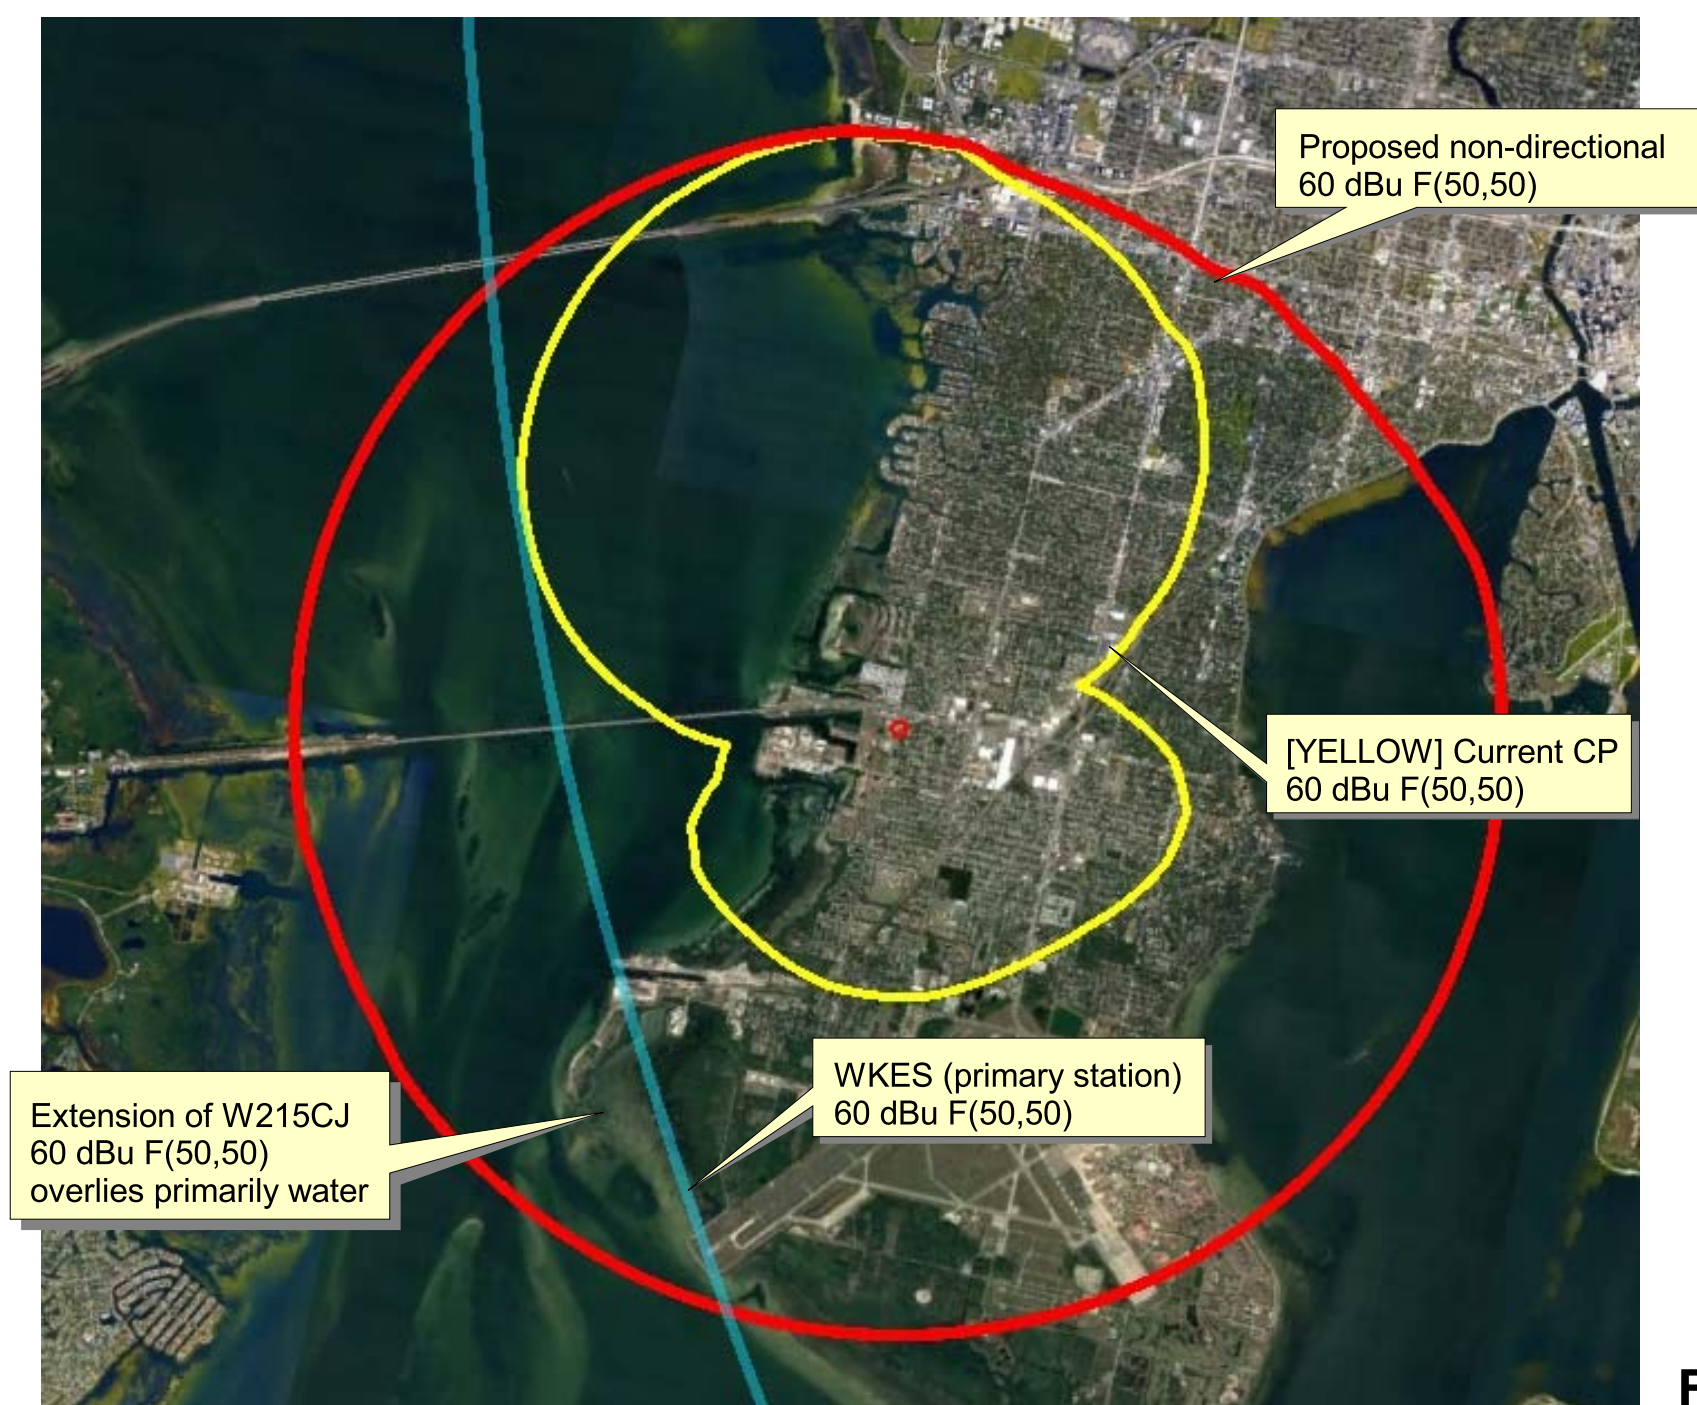 Proposed non-directional
60 dBu F(50,50)
[YELLOW] Current CP
60 dBu F(50,50)
WKES (primary station)
60 dBu F(50,50)
Extension of W215CJ
60 dBu F(50,50)
overlies primarily water